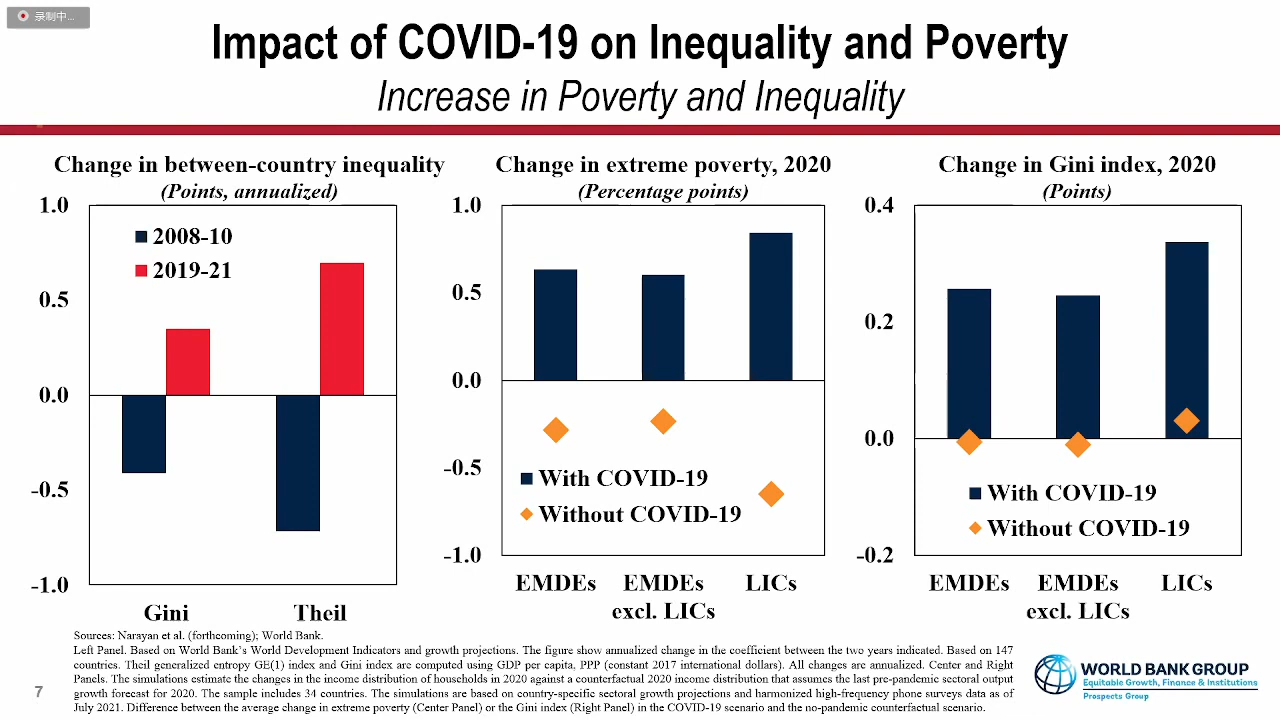 录制中...
Impact of COVID-19 on Inequality and Poverty
Increase in Poverty and Inequality
Change in between-country inequality
(Points, annualized)
1.0
0.5
0.0
-0.5
-1.0
2008-10
2019-21
Gini
Theil
Change in extreme poverty, 2020
(Percentage points)
1.0
0.5
0.0
-0.5
-1.0
With COVID-19
Without COVID-19
EMDEs
EMDEs
excl. LICs
LICs
Change in Gini index, 2020
(Points)
0.4
0.2
0.0
-0.2
With COVID-19
Without COVID-19
EMDEs
EMDEs
excl. LICs
LICs
Sources: Narayan et al. (forthcoming); World Bank.
Left Panel. Based on World Bank's World Development Indicators and growth projections. The figure show annualized change in the coefficient between the two years indicated. Based on 147
countries. Theil generalized entropy GE(1) index and Gini index are computed using GDP per capita, PPP (constant 2017 international dollars). All changes are annualized. Center and Right
Panels. The simulations estimate the changes in the income distribution of households in 2020 against a counterfactual 2020 income distribution that assumes the last pre-pandemic sectoral output
growth forecast for 2020. The sample includes 34 countries. The simulations are based on country-specific sectoral growth projections and harmonized high-frequency phone surveys data as of
July 2021. Difference between the average change in extreme poverty (Center Panel) or the Gini index (Right Panel) in the COVID-19 scenario and the no-pandemic counterfactual scenario.
7
WORLD BANK GROUP
Equitable Growth, Finance & Institutions
Prospects Group